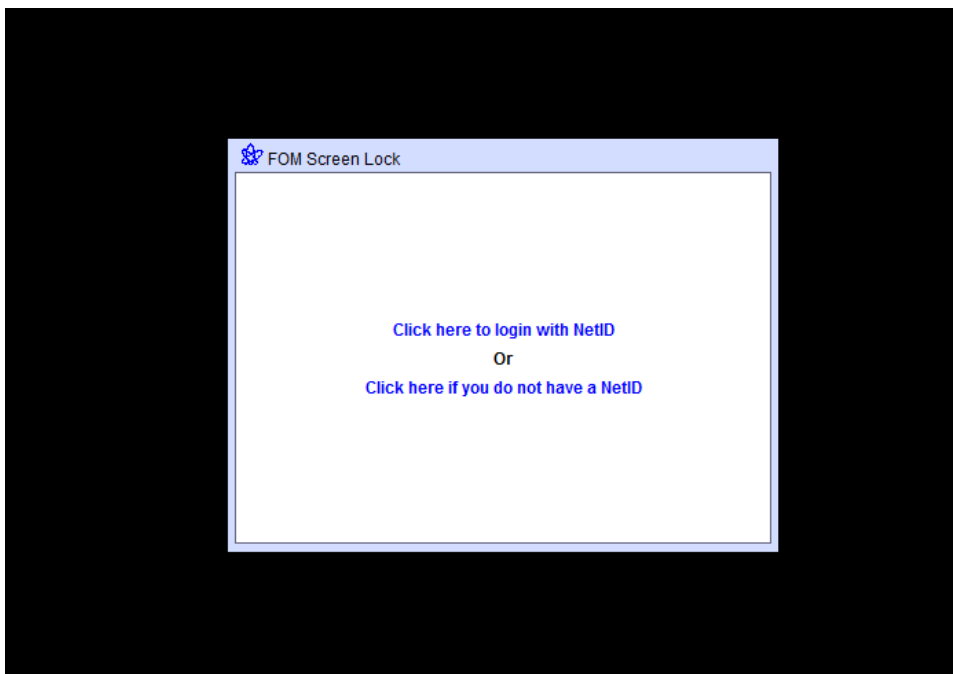 FOM Screen Lock
Click here to login with NetID
Or
Click here if you do not have a NetID